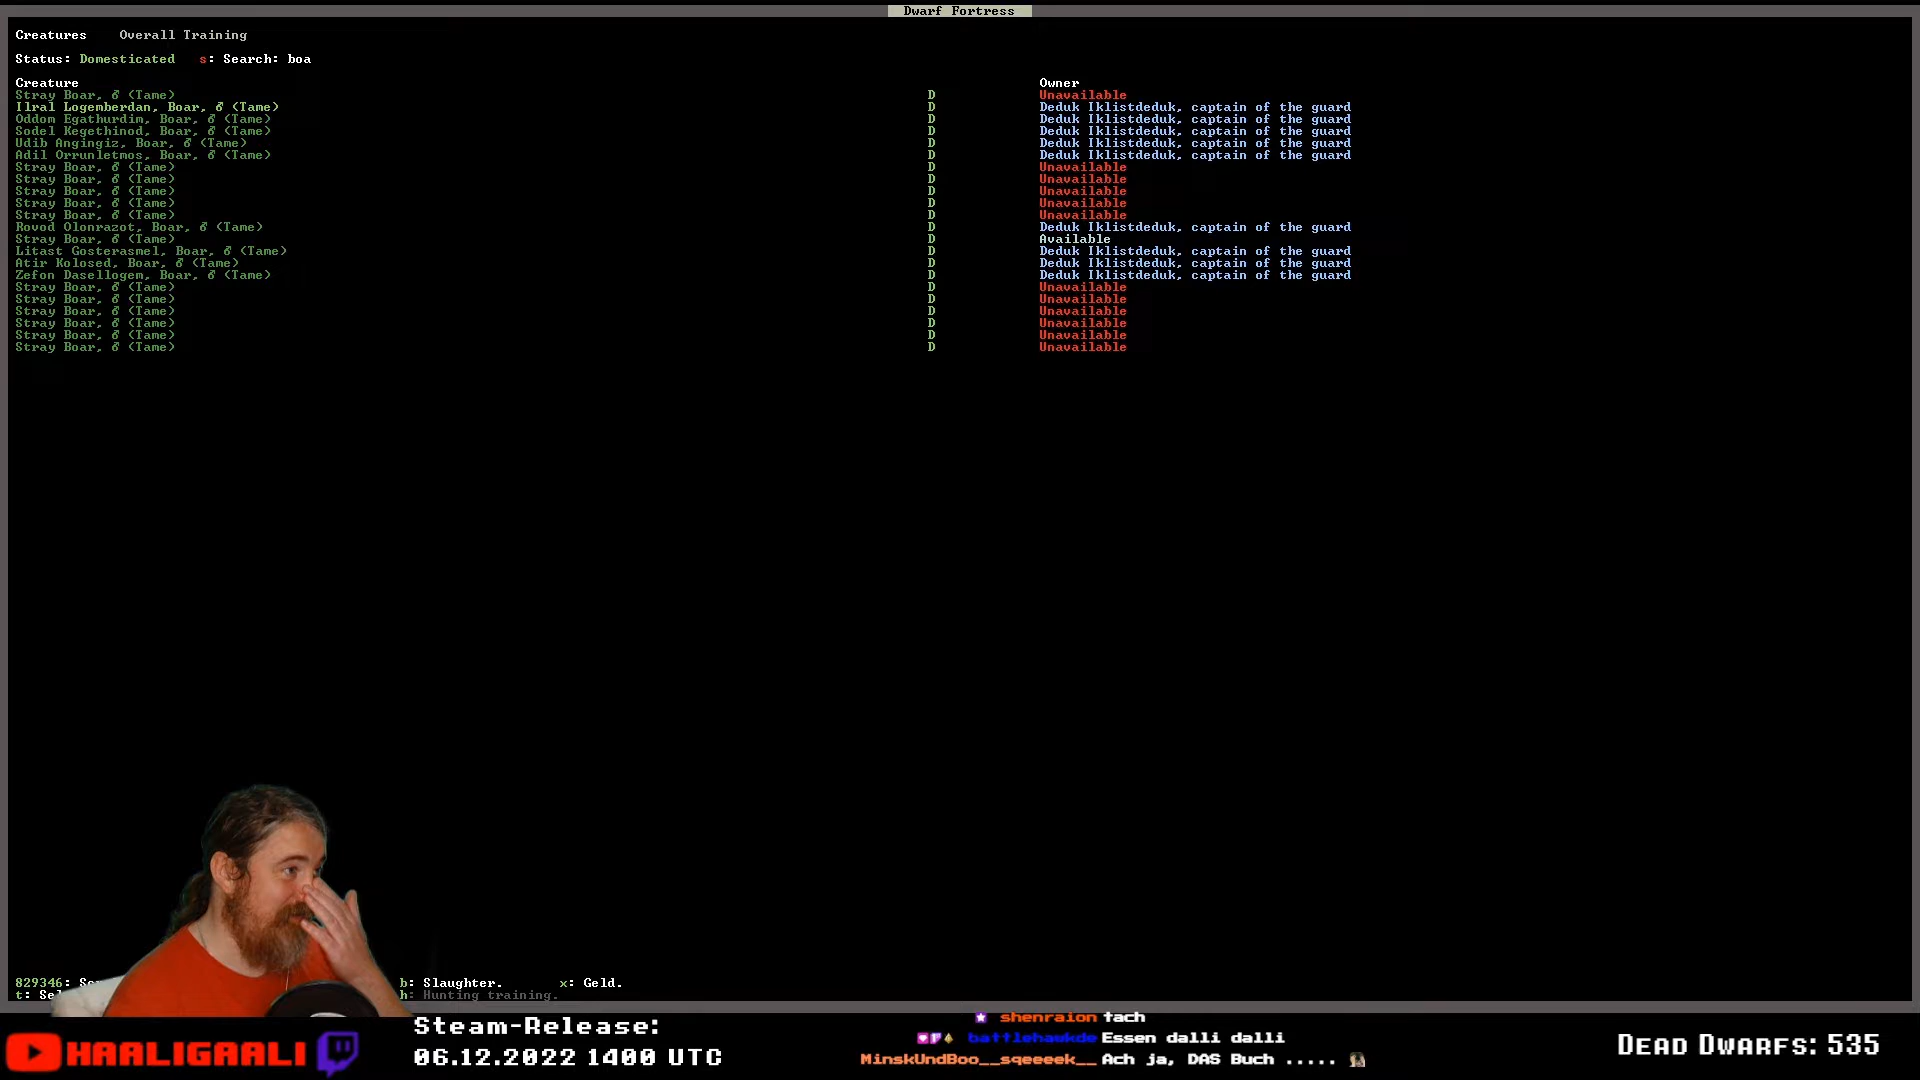 Dwarf Fortress
Creatures Overall Training
Status: Domesticated s: Search: boa
Creature Owner
Stray Boar, ♂ (Tame) D Unavailable
Ilral Logemberdan, Boar, ♂ (Tame) D Deduk Iklistdeduk, captain of the guard
Oddom Egathurdim, Boar, ♂ (Tame) D Deduk Iklistdeduk, captain of the guard
Sodel Kegethinod, Boar, ♂ (Tame) D Deduk Iklistdeduk, captain of the guard
Udib Angingiz, Boar, ♂ (Tame) D Deduk Iklistdeduk, captain of the guard
Adil Orrunletmos, Boar, ♂ (Tame) D Deduk Iklistdeduk, captain of the guard
Stray Boar, ♂ (Tame) D Unavailable
Stray Boar, ♂ (Tame) D Unavailable
Stray Boar, ♂ (Tame) D Unavailable
Stray Boar, ♂ (Tame) D Unavailable
Stray Boar, ♂ (Tame) D Unavailable
Rovod Olonrazot, Boar, ♂ (Tame) D Deduk Iklistdeduk, captain of the guard
Stray Boar, ♂ (Tame) D Available
Litast Gosterasmel, Boar, ♂ (Tame) D Deduk Iklistdeduk, captain of the guard
Atir Kolosed, Boar, ♂ (Tame) D Deduk Iklistdeduk, captain of the guard
Zefon Dasellogem, Boar, ♂ (Tame) D Deduk Iklistdeduk, captain of the guard
Stray Boar, ♂ (Tame) D Unavailable
Stray Boar, ♂ (Tame) D Unavailable
Stray Boar, ♂ (Tame) D Unavailable
Stray Boar, ♂ (Tame) D Unavailable
Stray Boar, ♂ (Tame) D Unavailable
Stray Boar, ♂ (Tame) D Unavailable
829346: b: Slaughter. x: Geld.
t: h: Hunting training.
HAALIGAALI
Steam-Release:
06.12.2022 1400 UTC
shenraion tach
battlehawkde Essen dalli dalli
MinskUndBoo__sqeeeek__ Ach ja, DAS Buch .....
Dead Dwarfs: 535